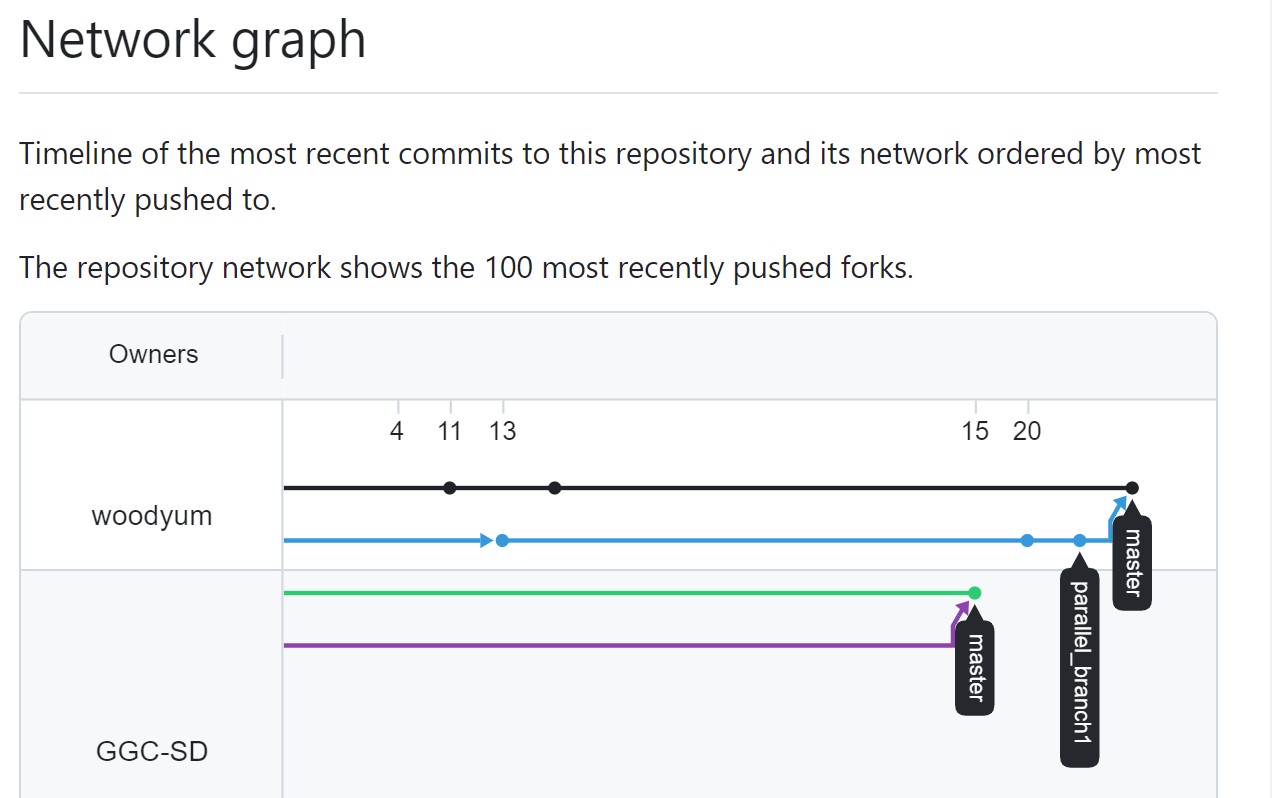 Network graph
Timeline of the most recent commits to this repository and its network ordered by most
recently pushed to.
The repository network shows the 100 most recently pushed forks.
Owners
4 11 13 15 20
woodyum
master
parallel_branch1
master
GGC-SD